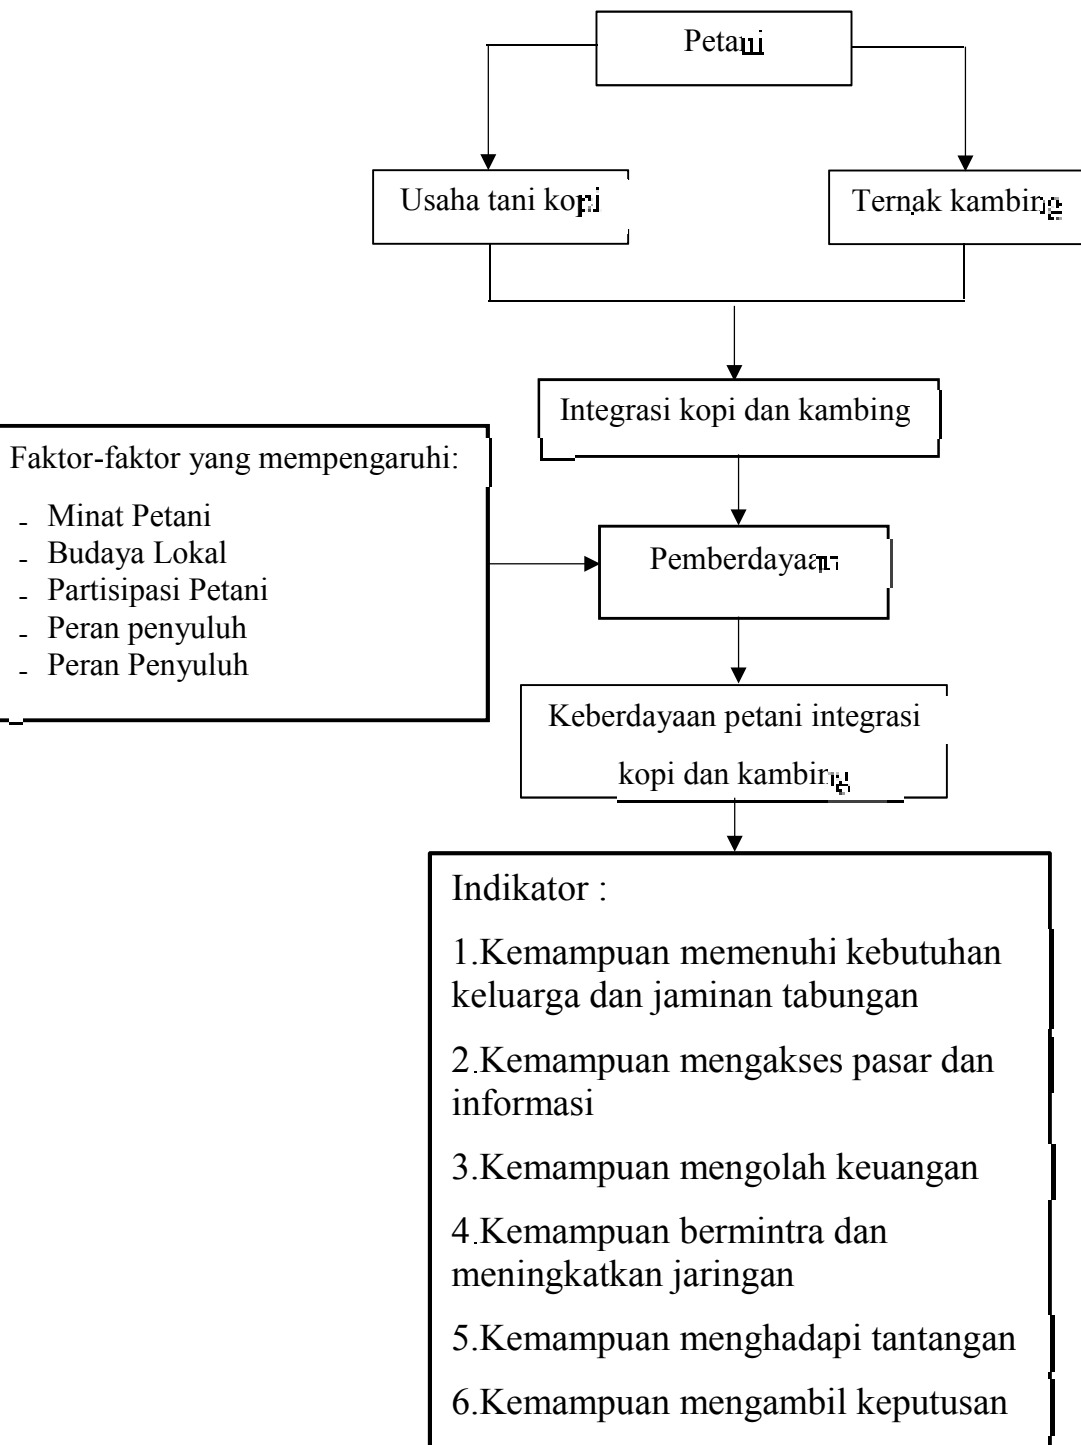 Petani
Usaha tani kopi
Ternak kambing
Integrasi kopi dan kambing
Faktor-faktor yang mempengaruhi:
- Minat Petani
- Budaya Lokal
- Partisipasi Petani
- Peran penyuluh
- Peran Penyuluh
Pemberdayaan
Keberdayaan petani integrasi
kopi dan kambing
Indikator :
1.Kemampuan memenuhi kebutuhan
keluarga dan jaminan tabungan
2.Kemampuan mengakses pasar dan
informasi
3.Kemampuan mengolah keuangan
4.Kemampuan bermintra dan
meningkatkan jaringan
5.Kemampuan menghadapi tantangan
6.Kemampuan mengambil keputusan